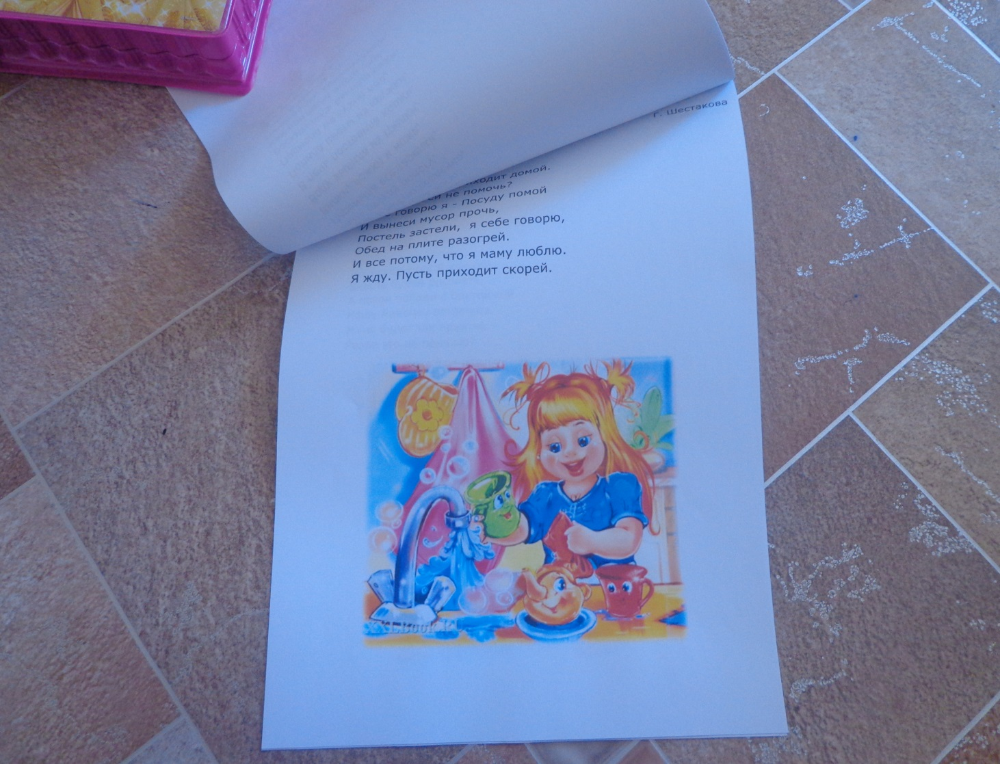 Г. Шестакова
домой.
не помочь?
говорю я - Посуду помой
И вынеси мусор прочь,
Постель застели, я себе говорю,
Обед на плите разогрей.
И все потому, что я маму люблю.
Я жду. Пусть приходит скорей.